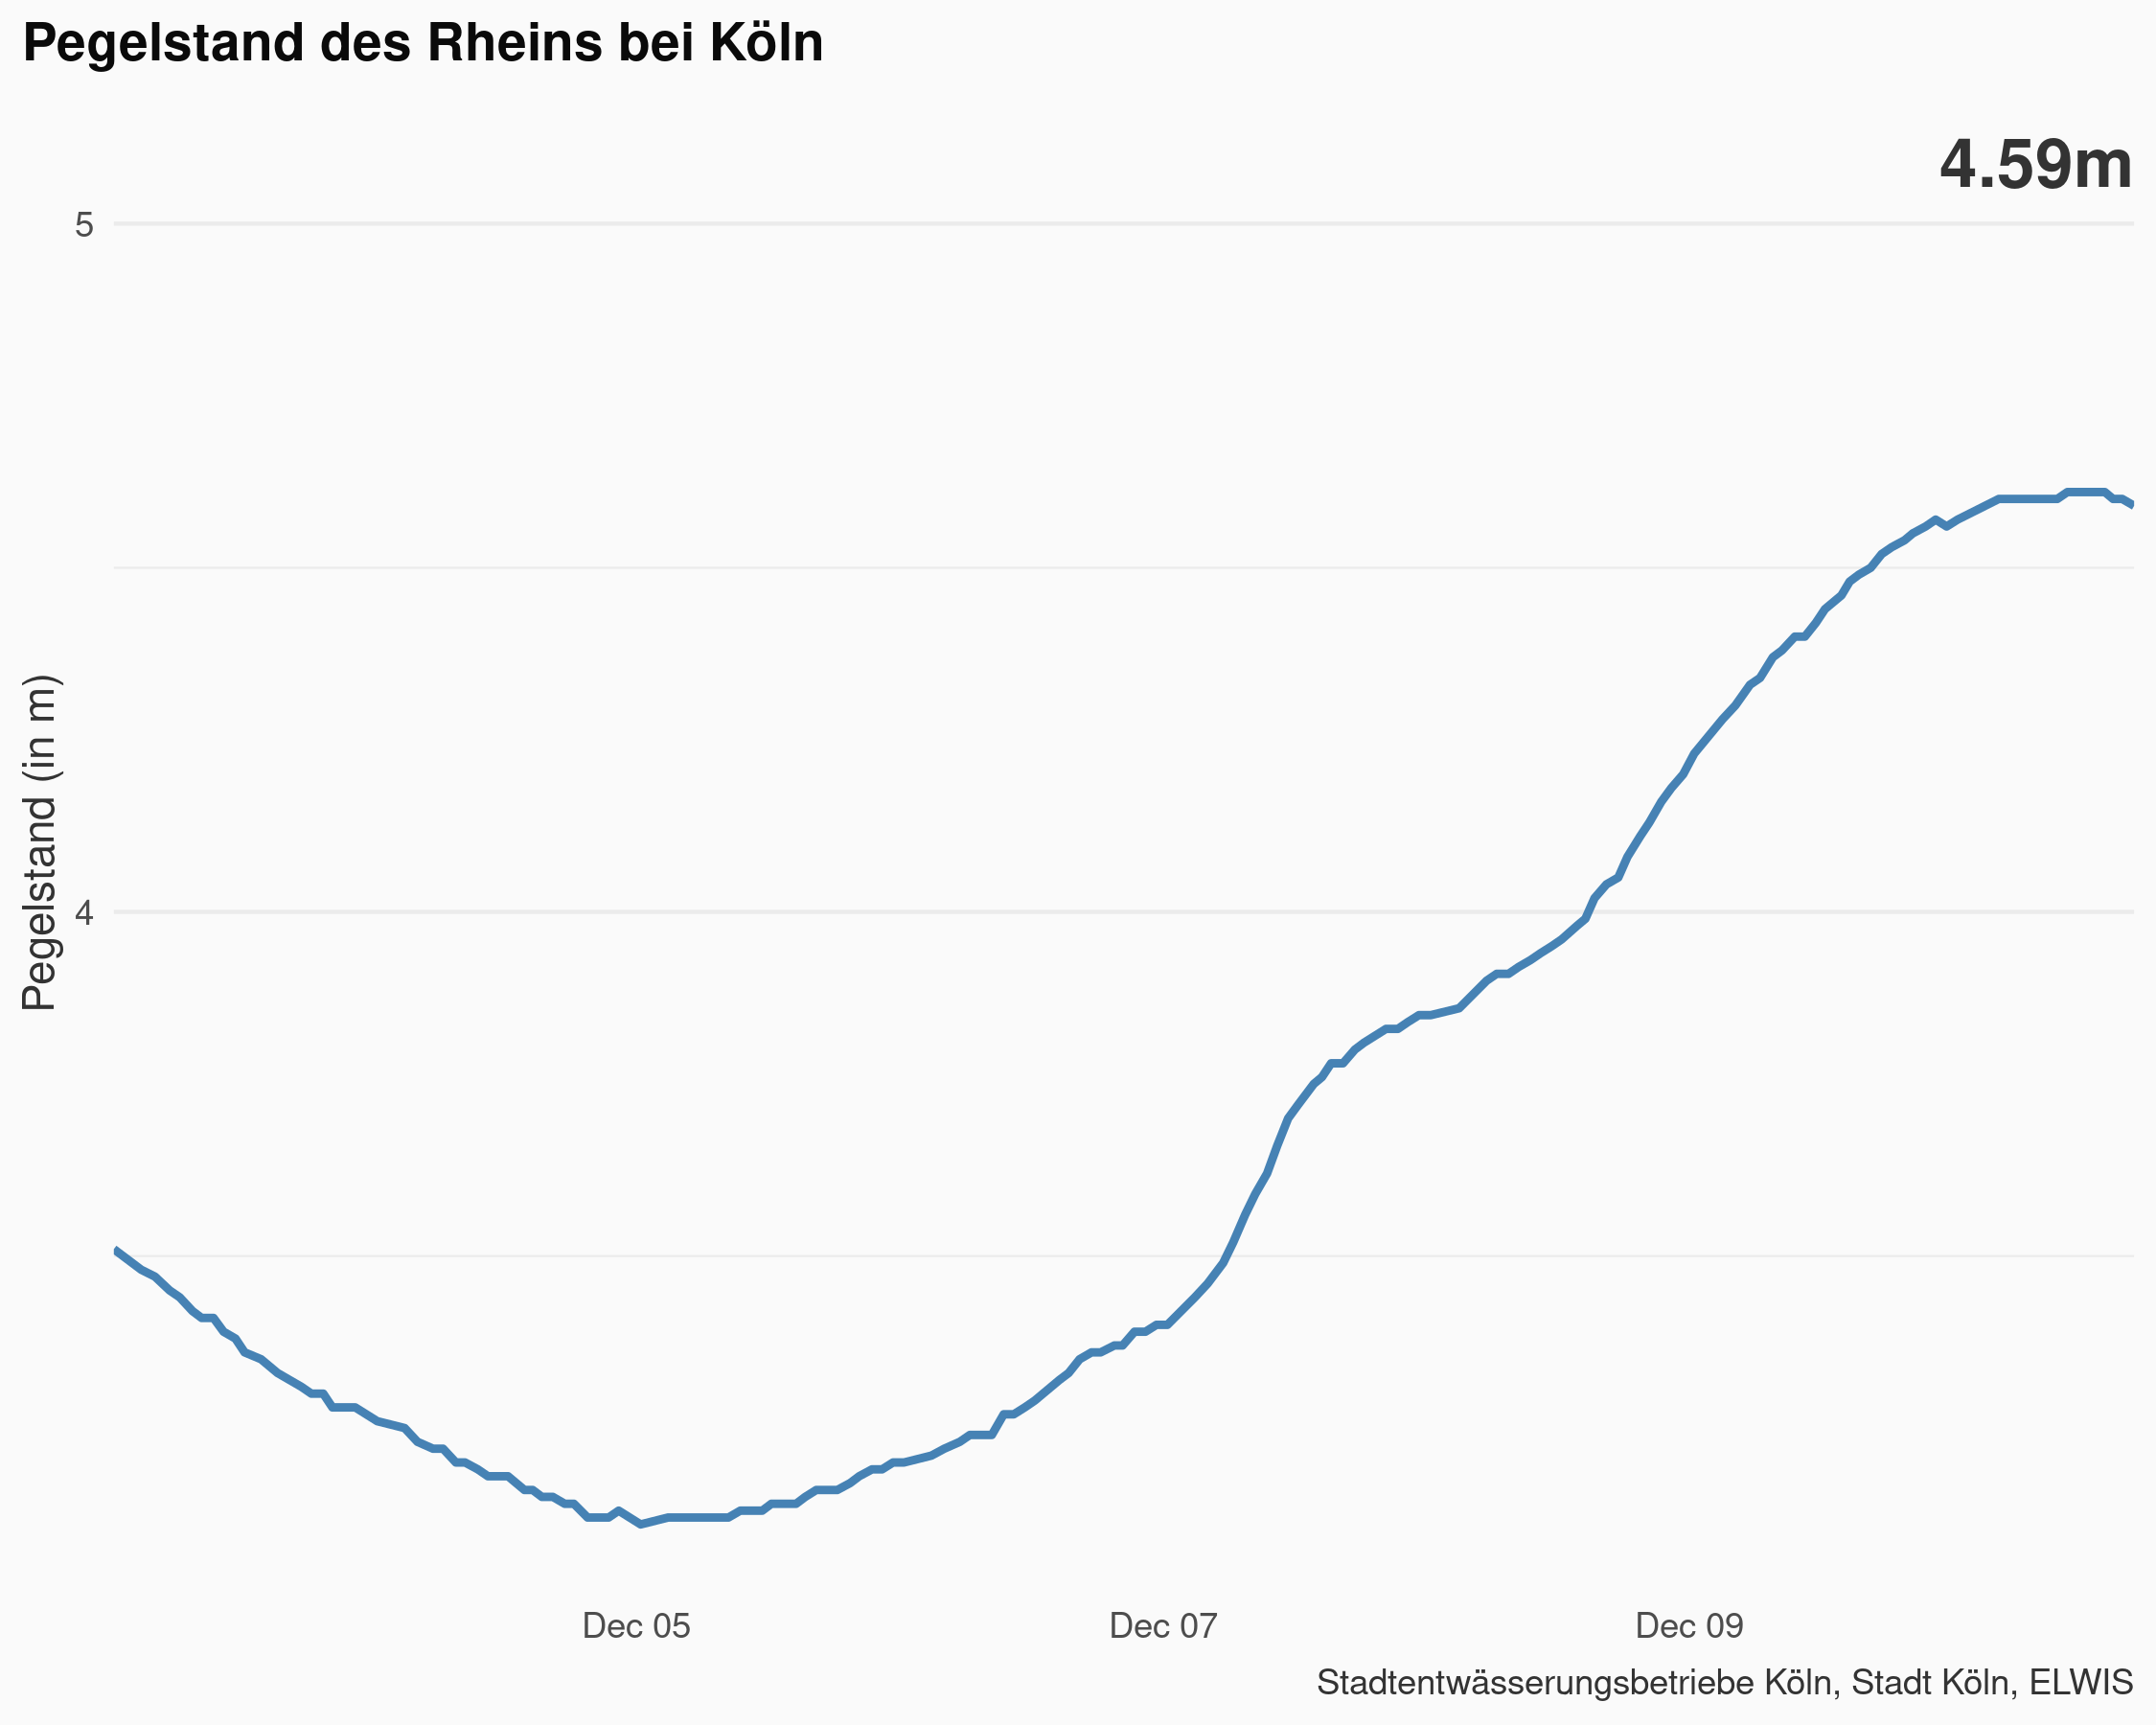 Pegelstand des Rheins bei Köln
4.59m
5
4
Pegelstand (in m)
Dec 05
Dec 07
Dec 09
Stadtentwässerungsbetriebe Köln, Stadt Köln, ELWIS